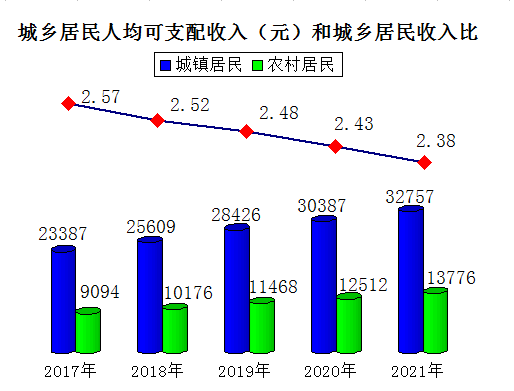 城乡居民人均可支配收入（元）和城乡居民收入比
城镇居民 农村居民
2.57 2.52 2.48 2.43 2.38
23387 25609 28426 30387 32757
9094 10176 11468 12512 13776
2017年 2018年 2019年 2020年 2021年